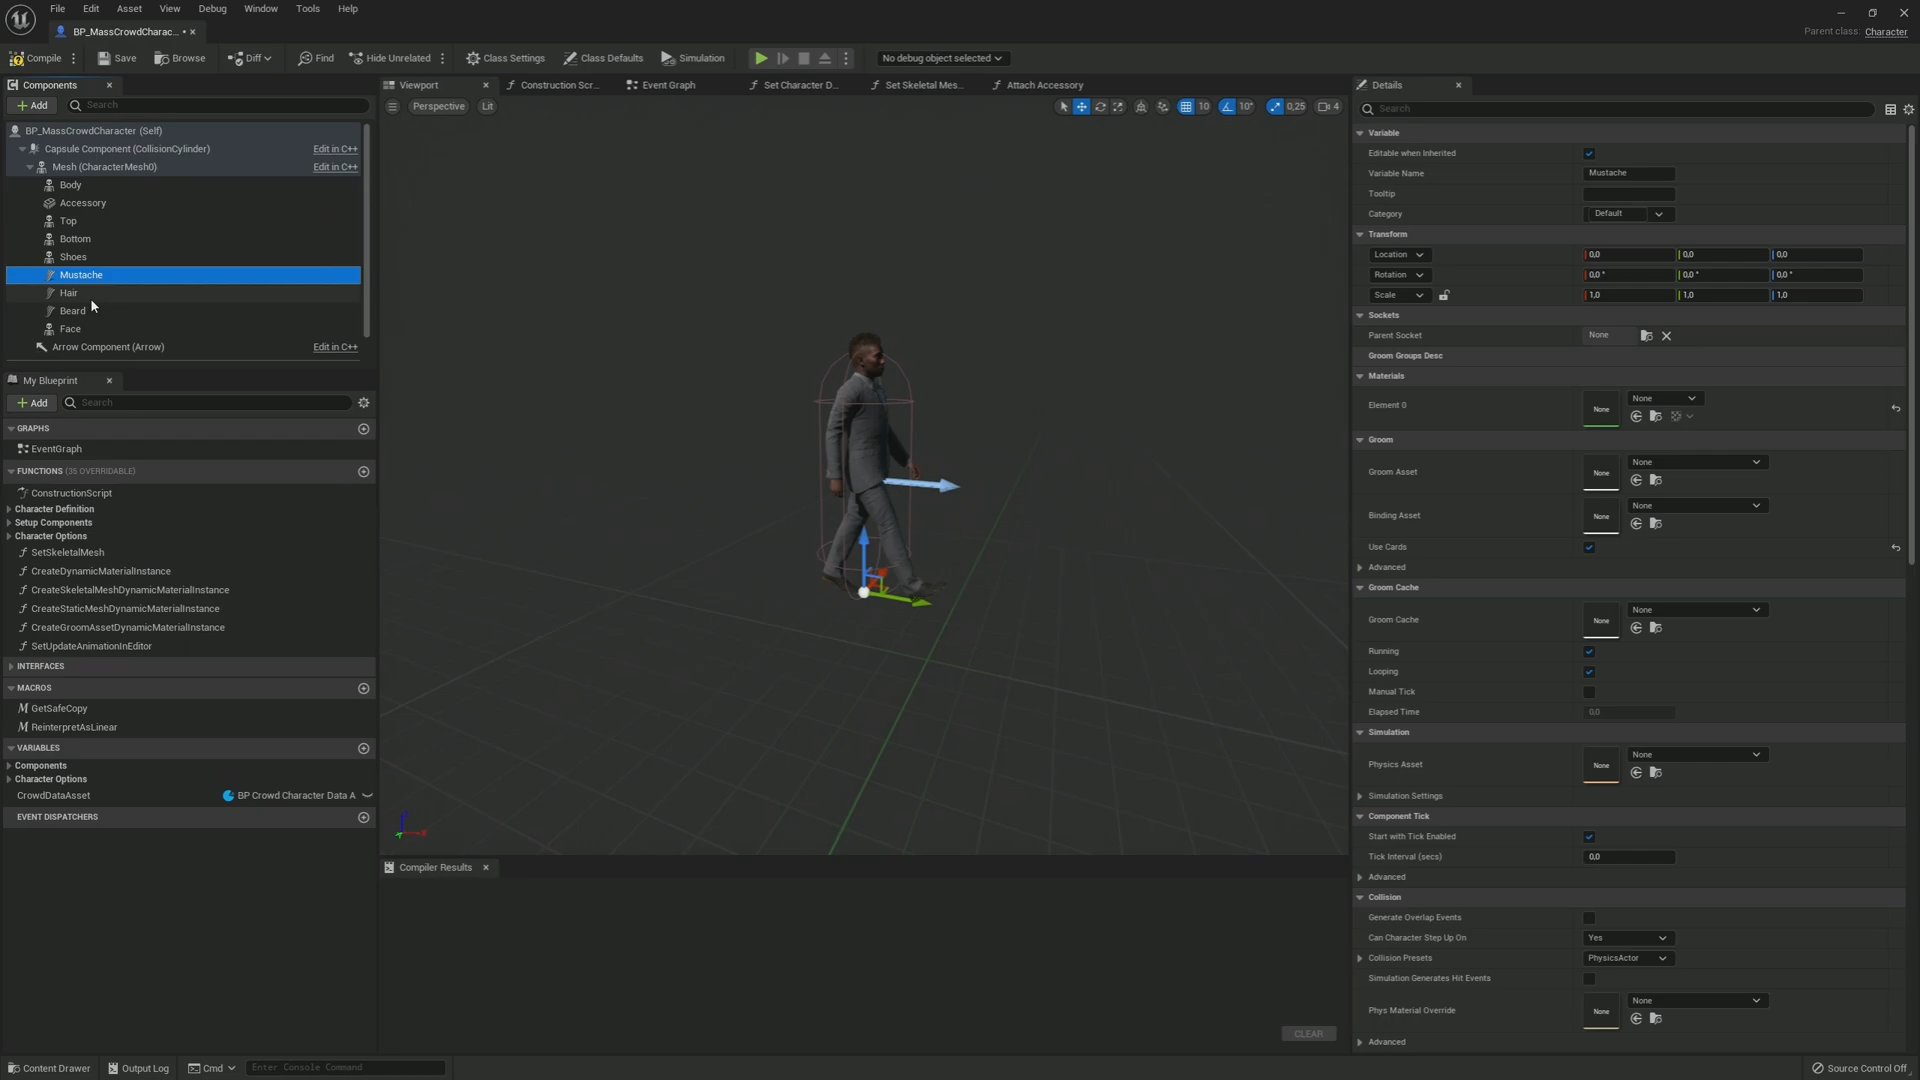 File Edit Asset View Debug Window Tools Help
BP_MassCrowdCharac... •
Parent class: Character
Compile Save Browse Diff Find Hide Unrelated Class Settings Class Defaults Simulation No debug object selected
Components
Add Search
BP_MassCrowdCharacter (Self)
Capsule Component (CollisionCylinder) Edit in C++
Mesh (CharacterMesh0) Edit in C++
Body
Accessory
Top
Bottom
Shoes
Mustache
Hair
Beard
Face
Arrow Component (Arrow) Edit in C++
My Blueprint
Add Search
GRAPHS
EventGraph
FUNCTIONS (35 OVERRIDABLE)
ConstructionScript
Character Definition
Setup Components
Character Options
SetSkeletalMesh
CreateDynamicMaterialInstance
CreateSkeletalMeshDynamicMaterialInstance
CreateStaticMeshDynamicMaterialInstance
CreateGroomAssetDynamicMaterialInstance
SetUpdateAnimationInEditor
INTERFACES
MACROS
GetSafeCopy
ReinterpretAsLinear
VARIABLES
Components
Character Options
CrowdDataAsset BP Crowd Character Data A
EVENT DISPATCHERS
Viewport Construction Scr... Event Graph Set Character D... Set Skeletal Mes... Attach Accessory
Perspective Lit 10 10° 0,25 4
Compiler Results
CLEAR
Details
Search
Variable
Editable when Inherited
Variable Name Mustache
Tooltip
Category Default
Transform
Location 0,0 0,0 0,0
Rotation 0,0 ° 0,0 ° 0,0 °
Scale 1,0 1,0 1,0
Sockets
Parent Socket None
Groom Groups Desc
Materials
Element 0 None None
Groom
Groom Asset None None
Binding Asset None None
Use Cards
Advanced
Groom Cache
Groom Cache None None
Running
Looping
Manual Tick
Elapsed Time 0,0
Simulation
Physics Asset None None
Simulation Settings
Component Tick
Start with Tick Enabled
Tick Interval (secs) 0,0
Advanced
Collision
Generate Overlap Events
Can Character Step Up On Yes
Collision Presets PhysicsActor
Simulation Generates Hit Events
Phys Material Override None None
Advanced
Content Drawer Output Log Cmd Enter Console Command Source Control Off